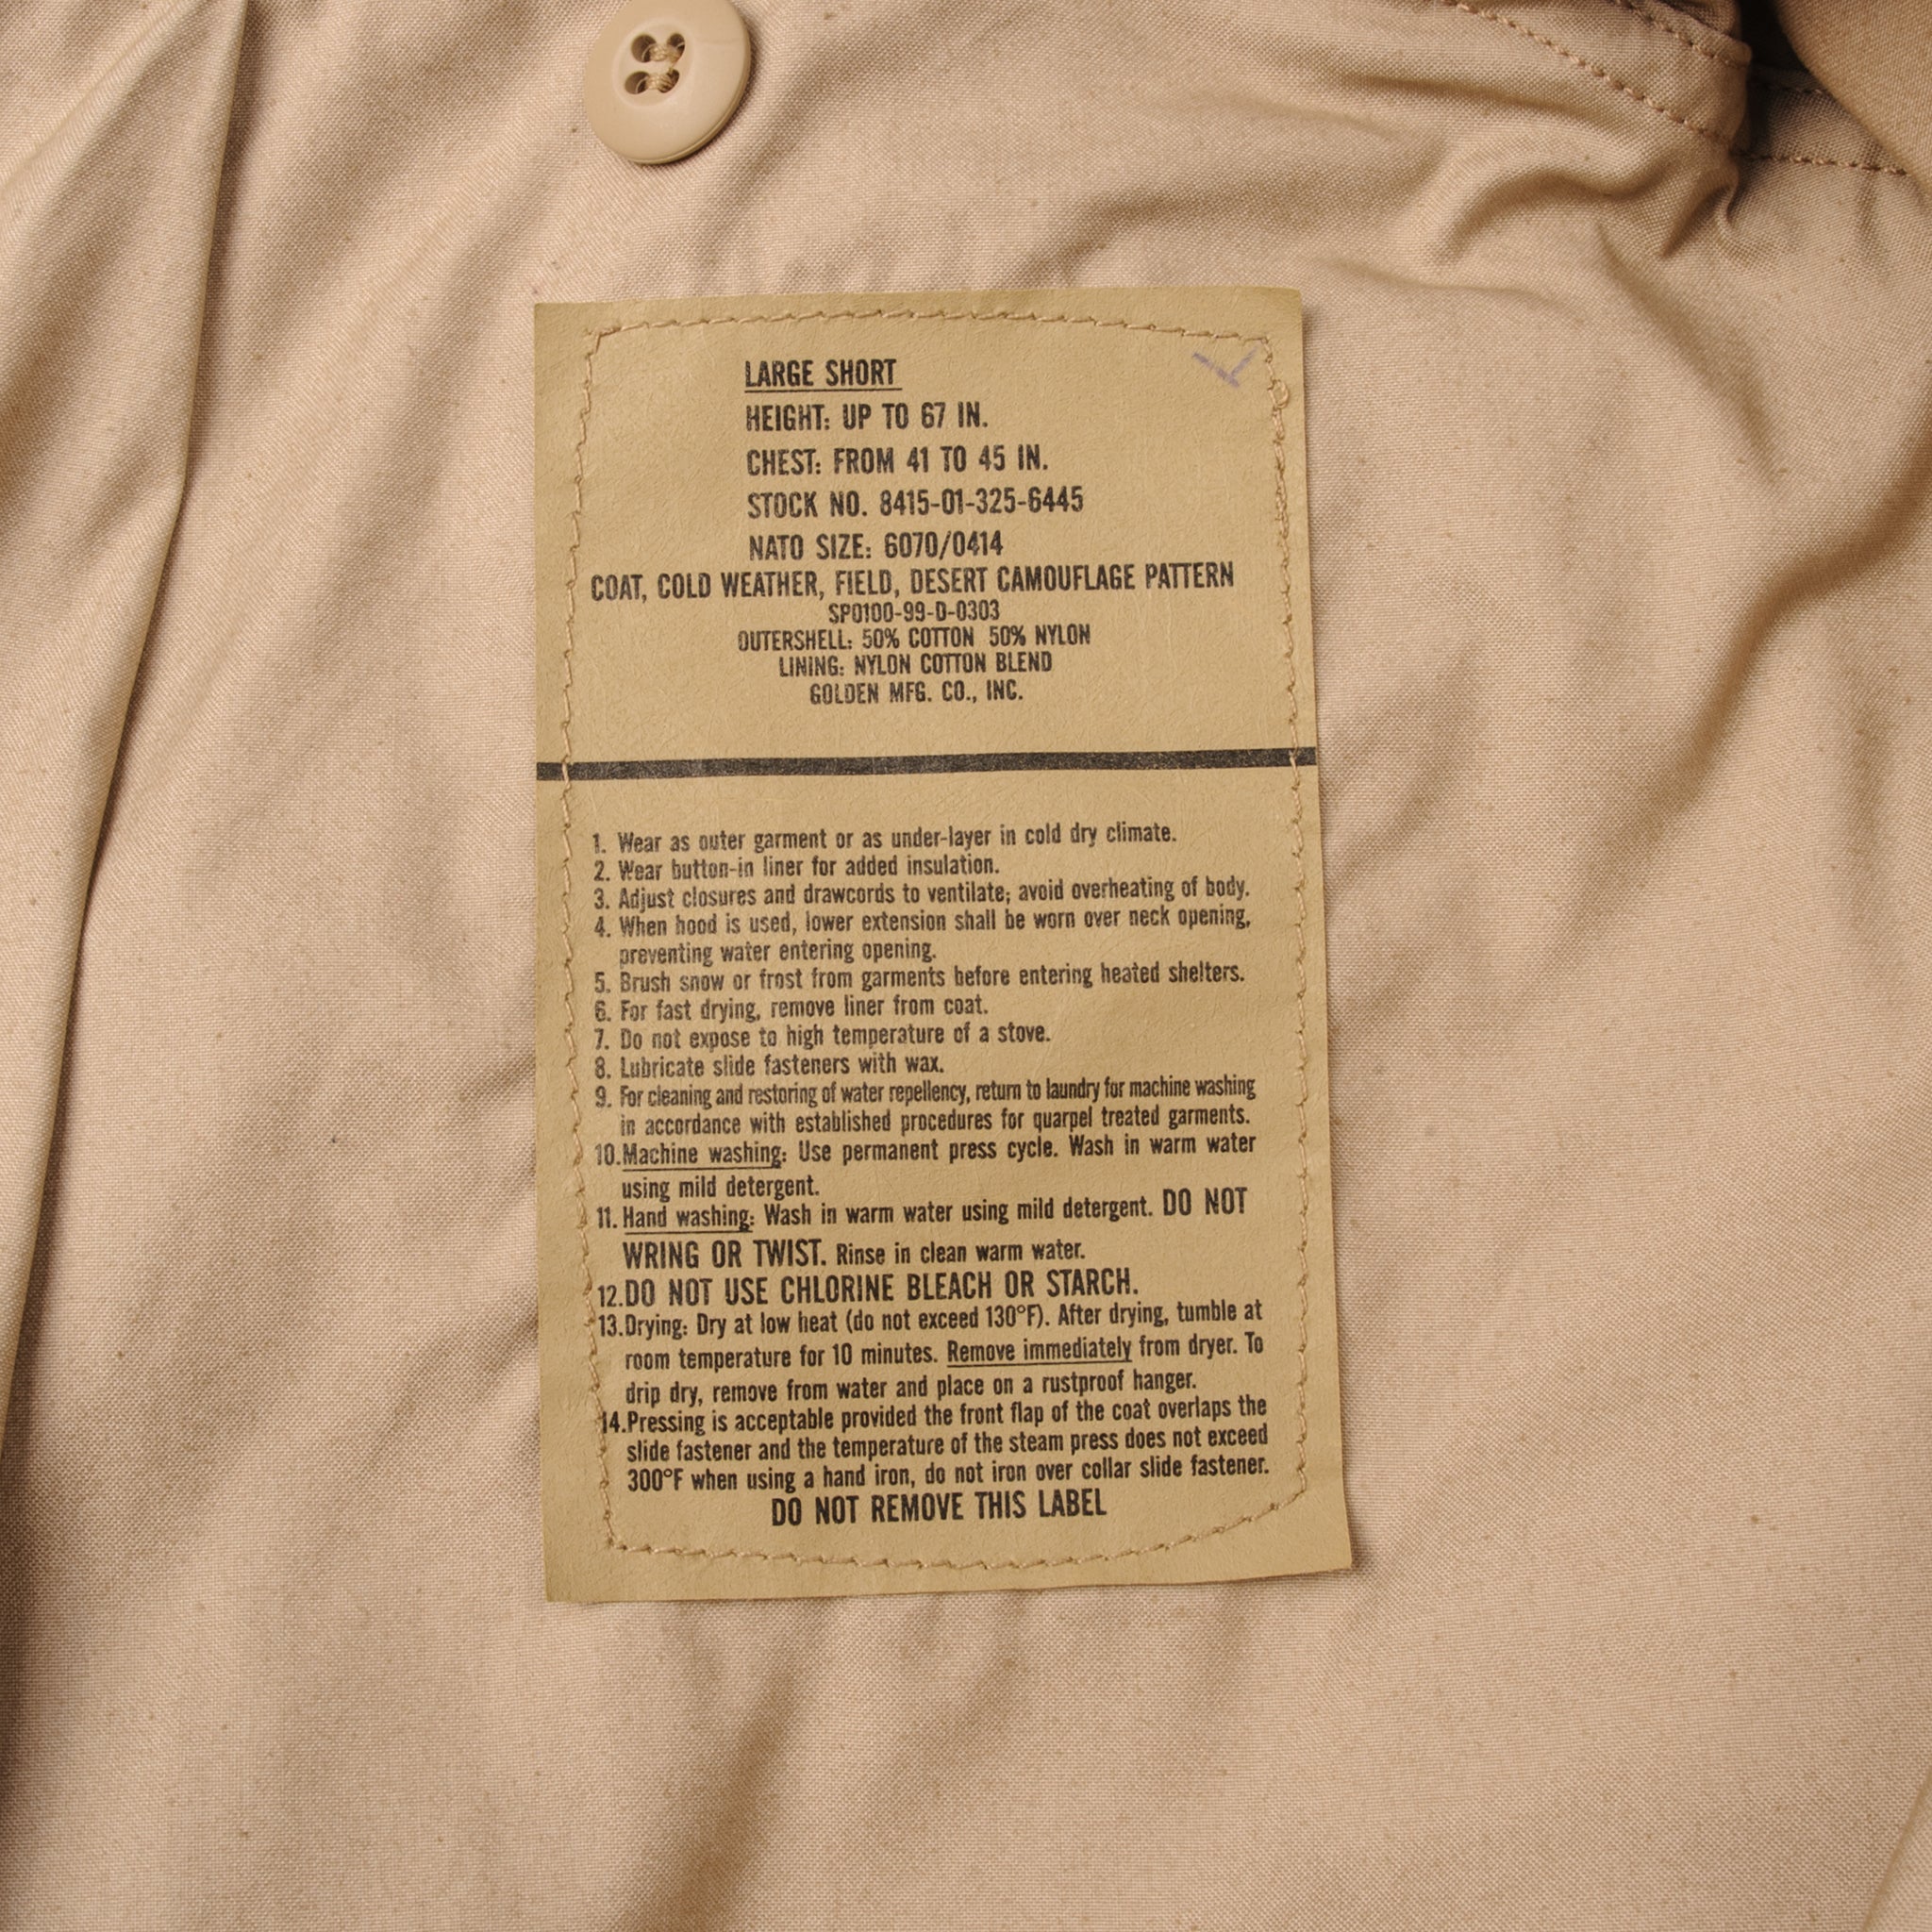 LARGE SHORT
HEIGHT: UP TO 67 IN.
CHEST: FROM 41 TO 45 IN.
STOCK NO. 8415-01-325-6445
NATO SIZE: 6070/0414
COAT, COLD WEATHER, FIELD, DESERT CAMOUFLAGE PATTERN
SPO100-99-D-0303
OUTERSHELL: 50% COTTON 50% NYLON
LINING: NYLON COTTON BLEND
GOLDEN MFG. CO., INC.
1. Wear as outer garment or as under-layer in cold dry climate.
2. Wear button-in liner for added insulation.
3. Adjust closures and drawcords to ventilate; avoid overheating of body.
4. When hood is used, lower extension shall be worn over neck opening,
preventing water entering opening.
5. Brush snow or frost from garments before entering heated shelters.
6. For fast drying, remove liner from coat.
7. Do not expose to high temperature of a stove.
8. Lubricate slide fasteners with wax.
9. For cleaning and restoring of water repellency, return to laundry for machine washing
in accordance with established procedures for quarpel treated garments.
10.Machine washing: Use permanent press cycle. Wash in warm water
using mild detergent.
11. Hand washing: Wash in warm water using mild detergent. DO NOT
WRING OR TWIST. Rinse in clean warm water.
12.DO NOT USE CHLORINE BLEACH OR STARCH.
13.Drying: Dry at low heat (do not exceed 130°F). After drying, tumble at
room temperature for 10 minutes. Remove immediately from dryer. To
drip dry, remove from water and place on a rustproof hanger.
14.Pressing is acceptable provided the front flap of the coat overlaps the
slide fastener and the temperature of the steam press does not exceed
300°F when using a hand iron, do not iron over collar slide fastener.
DO NOT REMOVE THIS LABEL